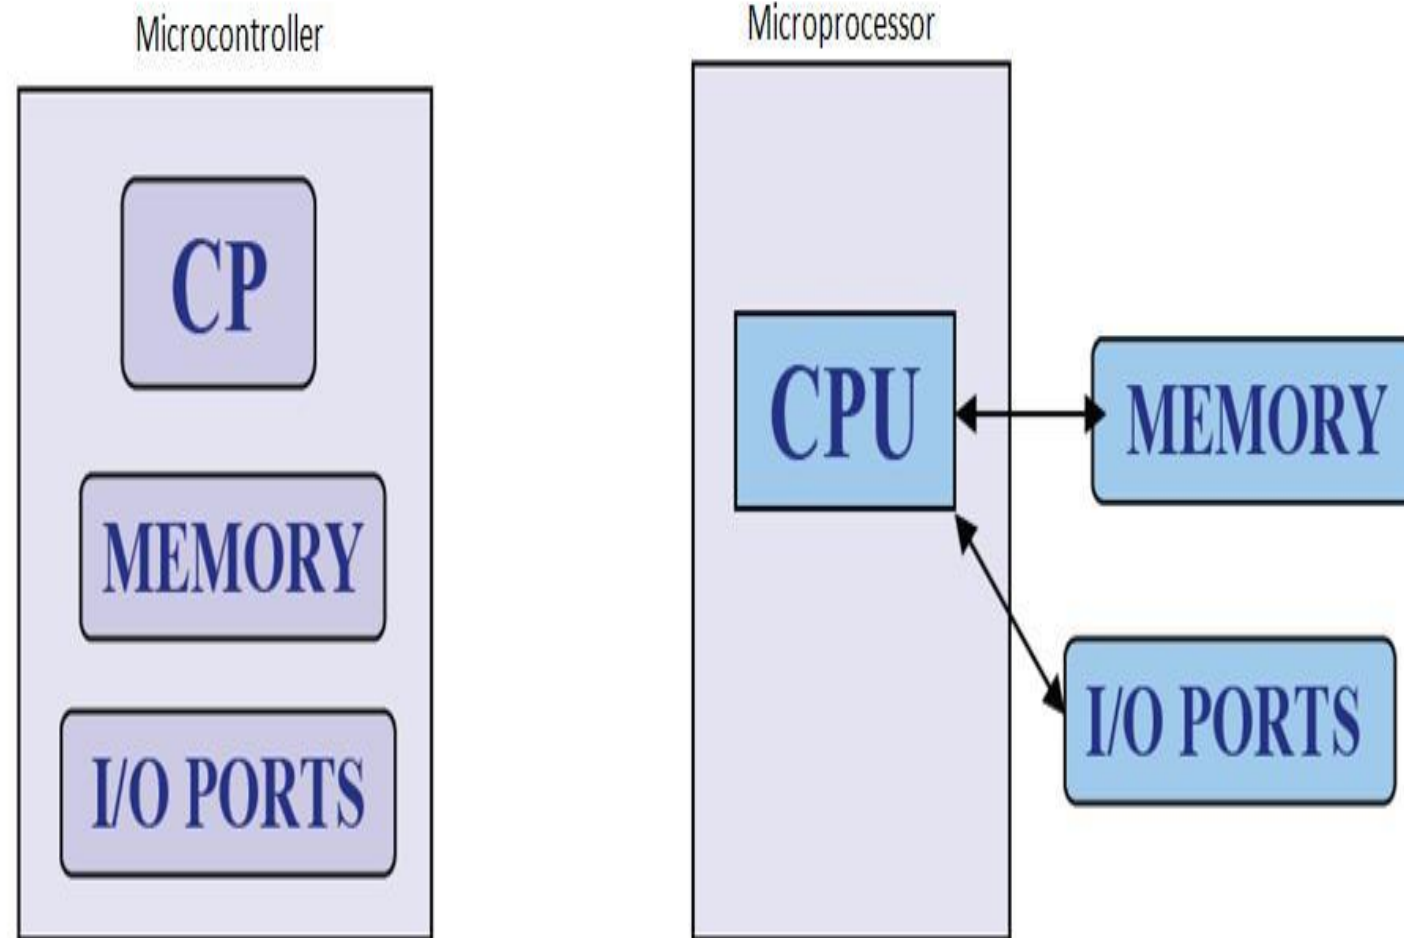 Microcontroller
CP
MEMORY
I/O PORTS
Microprocessor
CPU
MEMORY
I/O PORTS